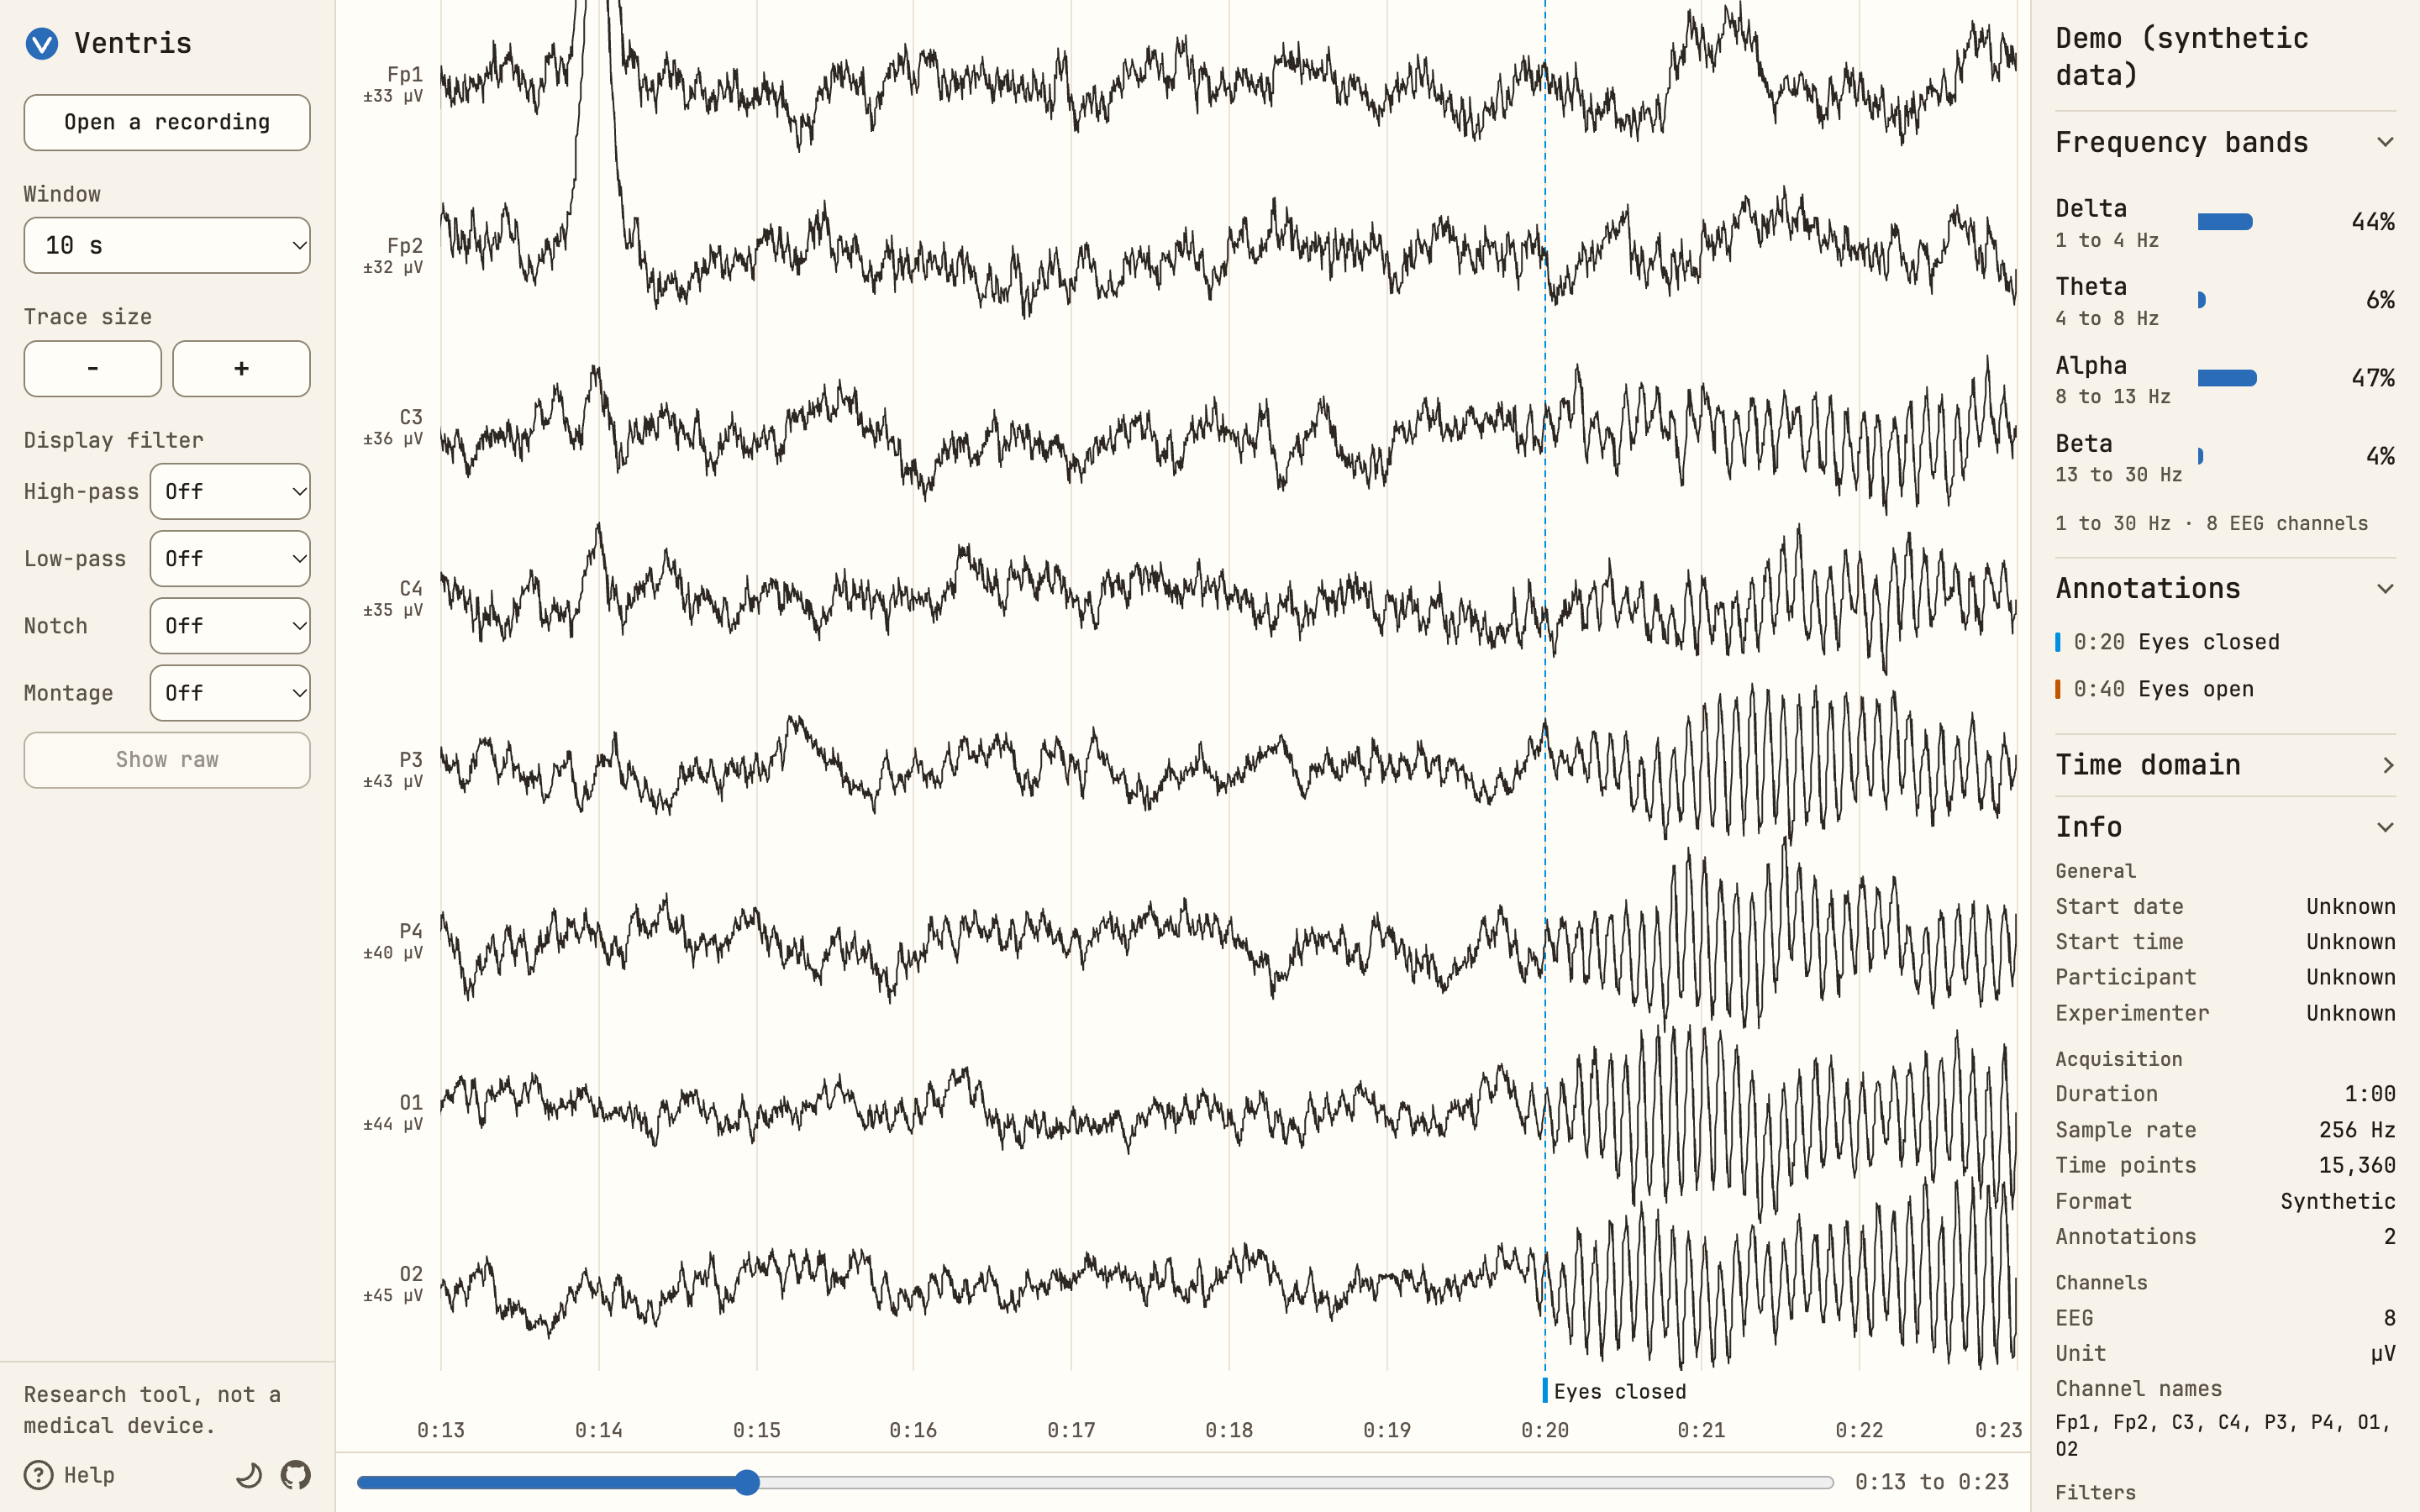 Ventris
Open a recording
Window
10 s
Trace size
- +
Display filter
High-pass Off
Low-pass Off
Notch Off
Montage Off
Show raw
Research tool, not a
medical device.
Help
Fp1
±33 µV
Fp2
±32 µV
C3
±36 µV
C4
±35 µV
P3
±43 µV
P4
±40 µV
O1
±44 µV
O2
±45 µV
Eyes closed
0:13 0:14 0:15 0:16 0:17 0:18 0:19 0:20 0:21 0:22 0:23
0:13 to 0:23
Demo (synthetic
data)
Frequency bands
Delta
1 to 4 Hz
44%
Theta
4 to 8 Hz
6%
Alpha
8 to 13 Hz
47%
Beta
13 to 30 Hz
4%
1 to 30 Hz · 8 EEG channels
Annotations
0:20 Eyes closed
0:40 Eyes open
Time domain
Info
General
Start date Unknown
Start time Unknown
Participant Unknown
Experimenter Unknown
Acquisition
Duration 1:00
Sample rate 256 Hz
Time points 15,360
Format Synthetic
Annotations 2
Channels
EEG 8
Unit µV
Channel names
Fp1, Fp2, C3, C4, P3, P4, O1,
O2
Filters